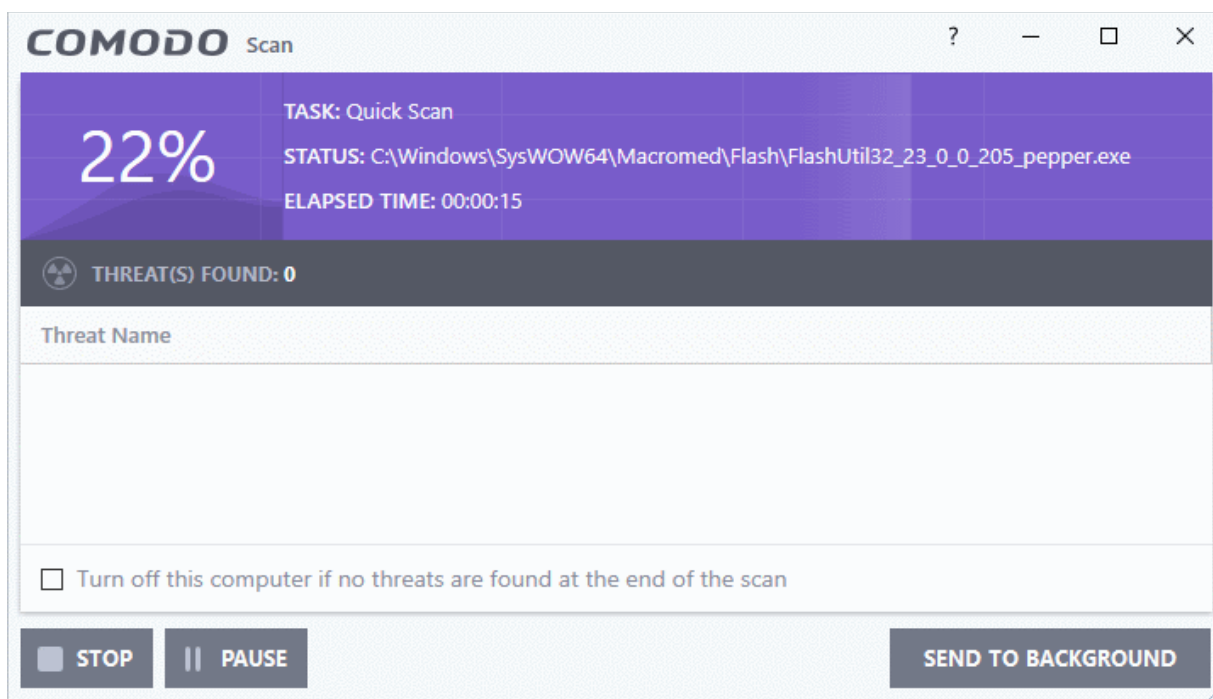 COMODO Scan
?
22%
TASK: Quick Scan
STATUS: C:\Windows\SysWOW64\Macromed\Flash\FlashUtil32_23_0_0_205_pepper.exe
ELAPSED TIME: 00:00:15
THREAT(S) FOUND: 0
Threat Name
Turn off this computer if no threats are found at the end of the scan
STOP
PAUSE
SEND TO BACKGROUND